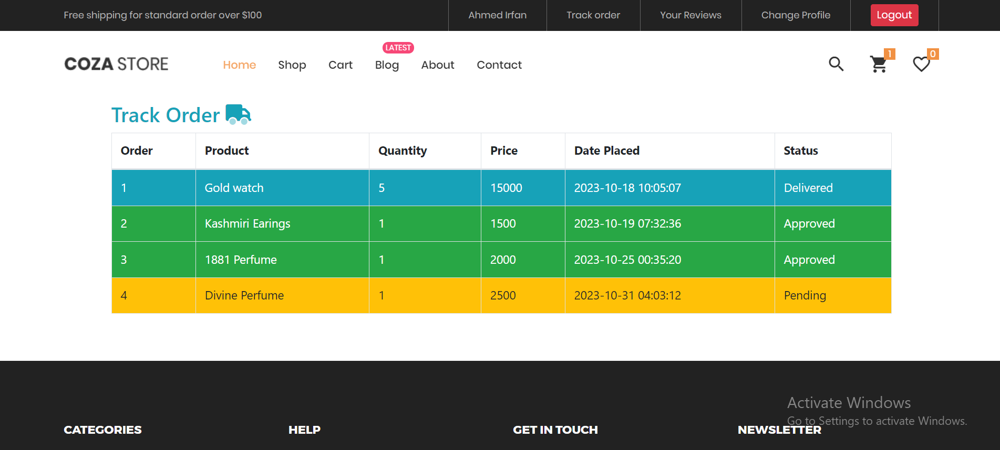 Free shipping for standard order over $100 Ahmed Irfan Track order Your Reviews Change Profile Logout
COZA STORE Home Shop Cart Blog LATEST About Contact 1 0
Track Order
Order Product Quantity Price Date Placed Status
1 Gold watch 5 15000 2023-10-18 10:05:07 Delivered
2 Kashmiri Earings 1 1500 2023-10-19 07:32:36 Approved
3 1881 Perfume 1 2000 2023-10-25 00:35:20 Approved
4 Divine Perfume 1 2500 2023-10-31 04:03:12 Pending
Activate Windows
Go to Settings to activate Windows.
CATEGORIES HELP GET IN TOUCH NEWSLETTER